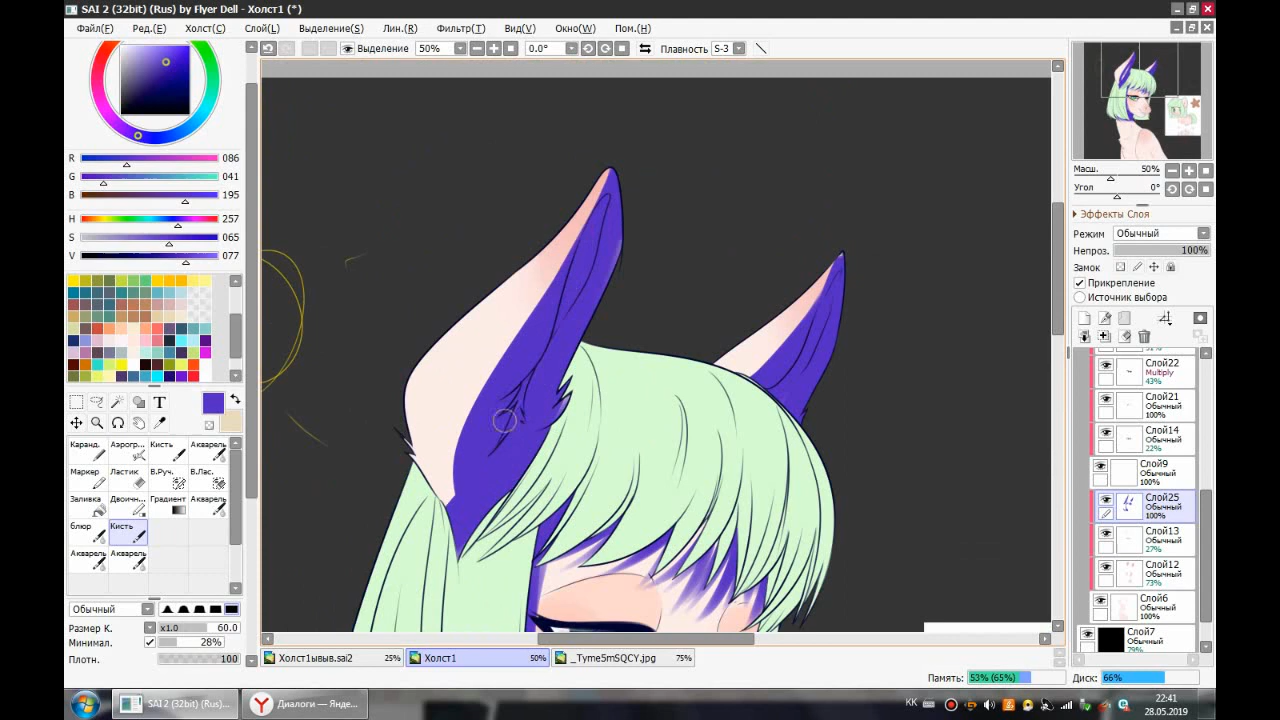 SAI 2 (32bit) (Rus) by Flyer Dell - Холст1 (*)
Файл(F) Ред.(E) Холст(C) Слой(L) Выделение(S) Лин.(R) Фильтр(T) Вид(V) Окно(W) Пом.(H)
Выделение 50% 0.0° Плавность S-3
R 086
G 041
B 195
H 257
S 065
V 077
T
Каранд. Аэрогр... Кисть Акварель
Маркер Ластик В.Руч. В.Лас.
Заливка Двоичн... Градиент Акварель
блюр Кисть
Акварель Акварель
Обычный
Размер К. x1.0 60.0
Минимал. 28%
Плотн. 100
Масш. 50%
Угол 0°
Эффекты Слоя
Режим Обычный
Непроз. 100%
Замок
Прикрепление
Источник выбора
Слой22
Multiply
43%
Слой21
Обычный
100%
Слой14
Обычный
22%
Слой9
Обычный
100%
Слой25
Обычный
100%
Слой13
Обычный
27%
Слой12
Обычный
73%
Слой6
Обычный
100%
Слой7
Обычный
79%
Холст1ывыв.sai2 25% Холст1 50% _Tyme5mSQCY.jpg 75%
Память: 53% (65%) Диск: 66%
SAI 2 (32bit) (Rus)... Диалоги — Янде...
KK 22:41
28.05.2019